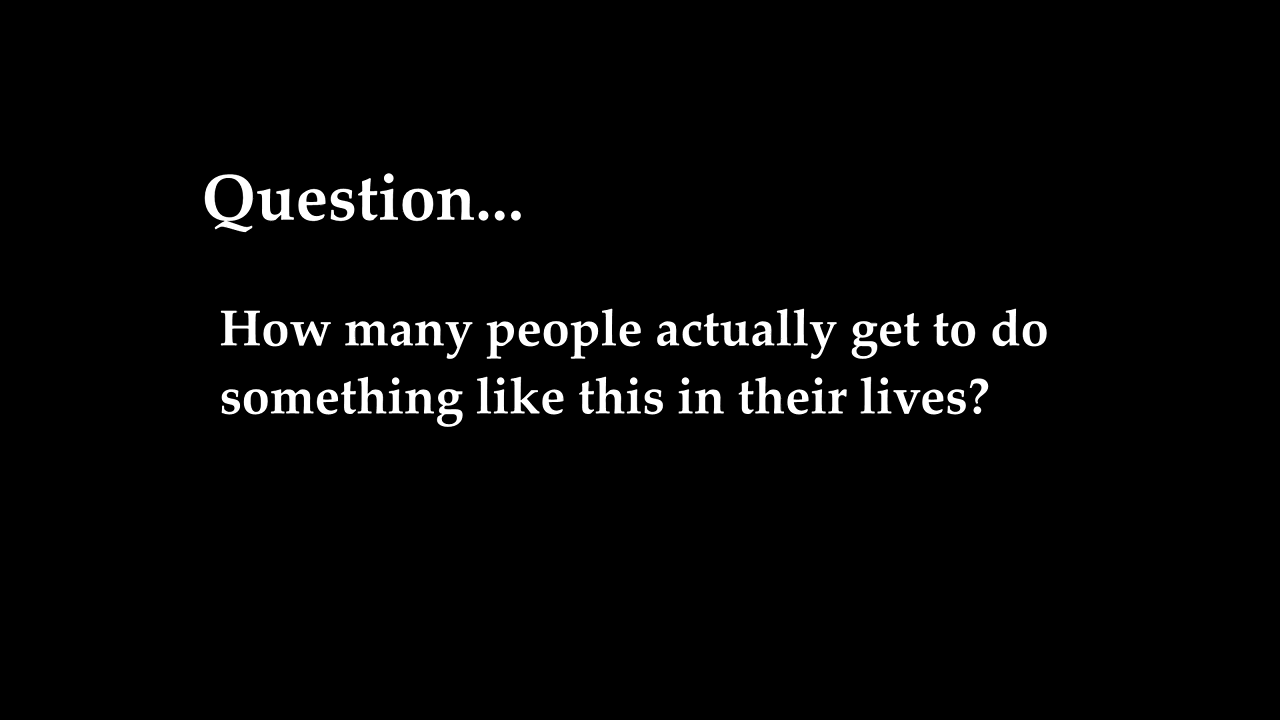 Question...
How many people actually get to do
something like this in their lives?